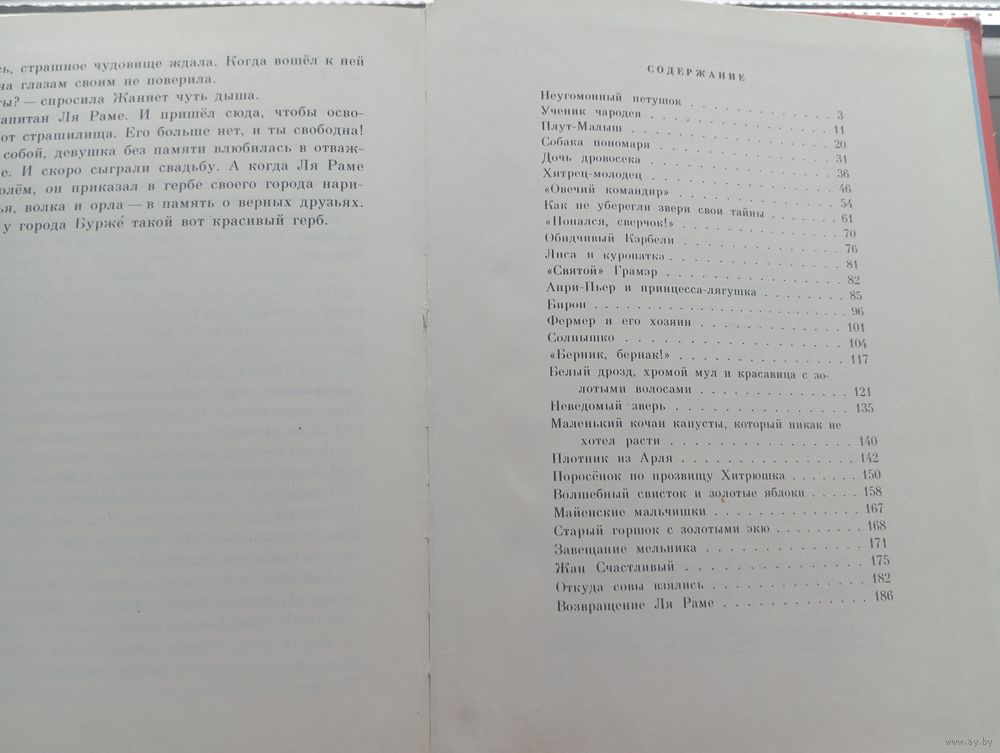 сь, страшное чудовище ждала. Когда вошёл к ней
на глазам своим не поверила.
ты? — спросила Жаннет чуть дыша.
апитан Ля Раме. И пришёл сюда, чтобы осво-
от страшилища. Его больше нет, и ты свободна!
собой, девушка без памяти влюбилась в отваж-
е. И скоро сыграли свадьбу. А когда Ля Раме
олём, он приказал в гербе своего города нари-
ья, волка и орла — в память о верных друзьях.
у города Бурже́ такой вот красивый герб.
СОДЕРЖАНИЕ
Неугомонный петушок . . . . . . . . . . 3
Ученик чародея . . . . . . . . . . 11
Плут-Малыш . . . . . . . . . . 20
Собака пономаря . . . . . . . . . . 31
Дочь дровосека . . . . . . . . . . 36
Хитрец-молодец . . . . . . . . . . 46
«Овечий командир» . . . . . . . . . . 54
Как не уберегли звери свои тайны . . . . . . 61
«Попался, сверчок!» . . . . . . . . . . 70
Обидчивый Кэрбели . . . . . . . . . . 76
Лиса и куропатка . . . . . . . . . . 81
«Святой» Грамэр . . . . . . . . . . 82
Анри-Пьер и принцесса-лягушка . . . . . . 85
Бирон . . . . . . . . . . 96
Фермер и его хозяин . . . . . . . . . . 101
Солнышко . . . . . . . . . . 104
«Берник, бернак!» . . . . . . . . . . 117
Белый дрозд, хромой мул и красавица с зо-
лотыми волосами . . . . . . . . . . 121
Неведомый зверь . . . . . . . . . . 135
Маленький кочан капусты, который никак не
хотел расти . . . . . . . . . . 140
Плотник из Арля . . . . . . . . . . 142
Поросёнок по прозвищу Хитрюшка . . . . . 150
Волшебный свисток и золотые яблоки . . . . . 158
Майенские мальчишки . . . . . . . . . . 167
Старый горшок с золотыми экю . . . . . . . 168
Завещание мельника . . . . . . . . . . 171
Жан Счастливый . . . . . . . . . . 175
Откуда совы взялись . . . . . . . . . . 182
Возвращение Ля Раме . . . . . . . . . . 186
www.ay.by